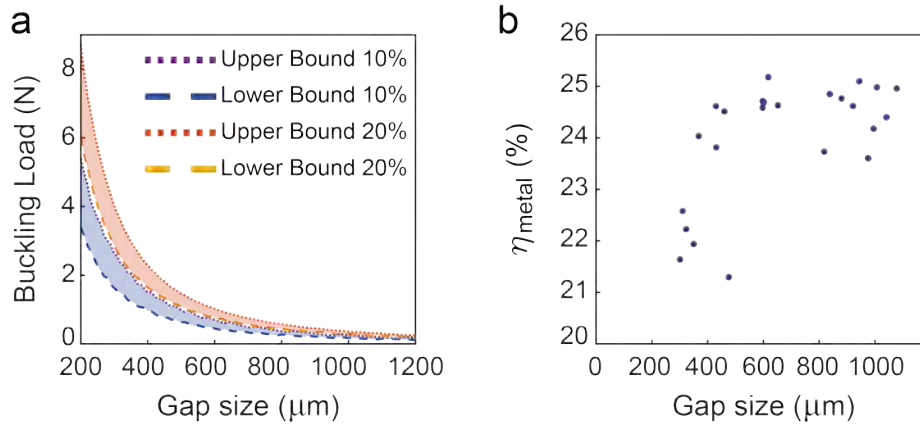 a
Buckling Load (N)
8
6
4
2
0
200 400 600 800 1000 1200
Gap size (μm)
Upper Bound 10%
Lower Bound 10%
Upper Bound 20%
Lower Bound 20%
b
ηmetal (%)
26
25
24
23
22
21
20
0 200 400 600 800 1000
Gap size (μm)